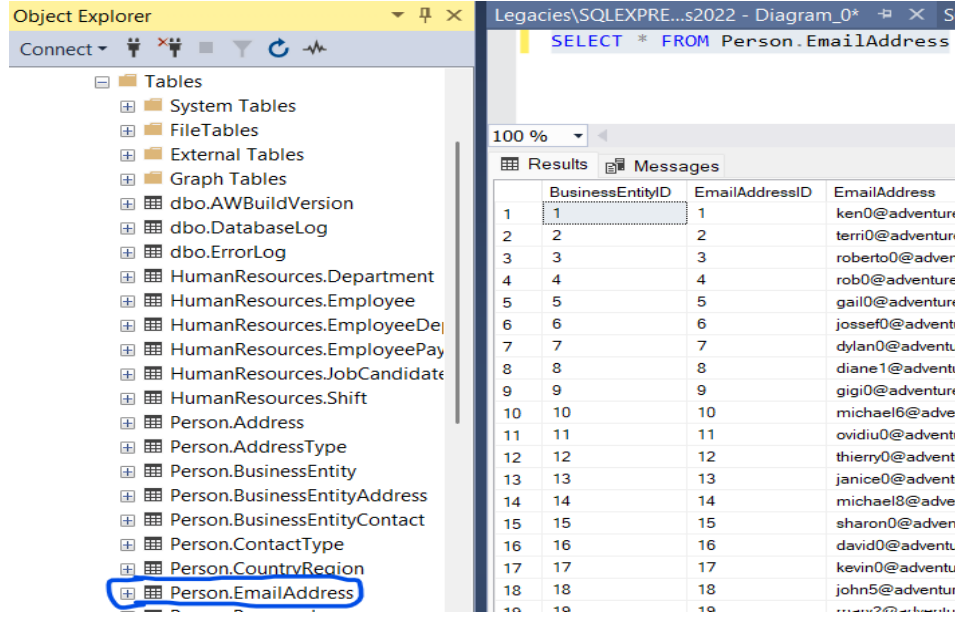 Object Explorer
Connect
Tables
System Tables
FileTables
External Tables
Graph Tables
dbo.AWBuildVersion
dbo.DatabaseLog
dbo.ErrorLog
HumanResources.Department
HumanResources.Employee
HumanResources.EmployeeDe
HumanResources.EmployeePay
HumanResources.JobCandidate
HumanResources.Shift
Person.Address
Person.AddressType
Person.BusinessEntity
Person.BusinessEntityAddress
Person.BusinessEntityContact
Person.ContactType
Person.CountryRegion
Person.EmailAddress
Legacies\SQLEXPRE...s2022 - Diagram_0* S
SELECT * FROM Person.EmailAddress
100 %
Results Messages
BusinessEntityID EmailAddressID EmailAddress
1 1 1 ken0@adventure
2 2 2 terri0@adventur
3 3 3 roberto0@adven
4 4 4 rob0@adventure
5 5 5 gail0@adventure
6 6 6 jossef0@advent
7 7 7 dylan0@adventu
8 8 8 diane1@adventu
9 9 9 gigi0@adventure
10 10 10 michael6@adve
11 11 11 ovidiu0@advent
12 12 12 thierry0@advent
13 13 13 janice0@advent
14 14 14 michael8@adve
15 15 15 sharon0@adven
16 16 16 david0@adventu
17 17 17 kevin0@adventu
18 18 18 john5@adventur
19 19 19